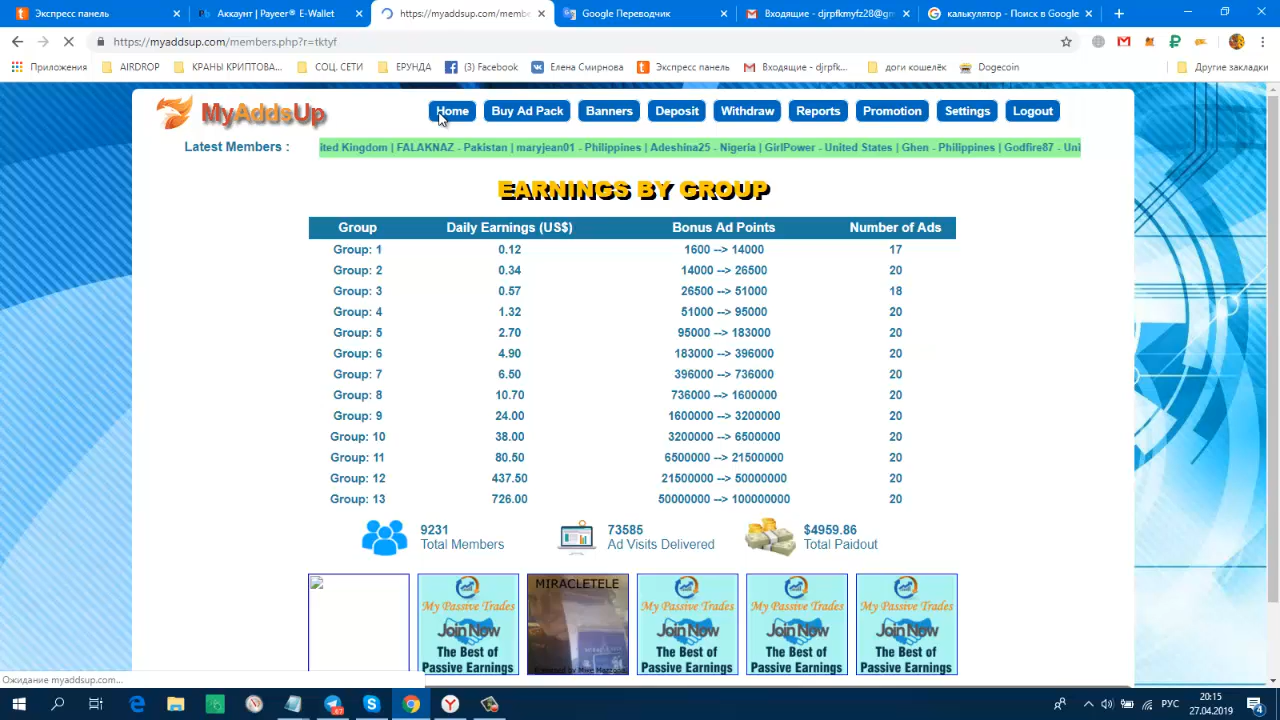 Экспресс панель
Аккаунт | Payeer® E-Wallet
https://myaddsup.com/membe
Google Переводчик
Входящие - djrpfkmyfz28@gm
калькулятор - Поиск в Google
https://myaddsup.com/members.php?r=tktyf
Приложения
AIRDROP
КРАНЫ КРИПТОВА...
СОЦ. СЕТИ
ЕРУНДА
(3) Facebook
Елена Смирнова
Экспресс панель
Входящие - djrpfk...
доги кошелёк
Dogecoin
Другие закладки
MyAddsUp
Home
Buy Ad Pack
Banners
Deposit
Withdraw
Reports
Promotion
Settings
Logout
Latest Members :
ited Kingdom | FALAKNAZ - Pakistan | maryjean01 - Philippines | Adeshina25 - Nigeria | GirlPower - United States | Ghen - Philippines | Godfire87 - Uni
EARNINGS BY GROUP
Group Daily Earnings (US$) Bonus Ad Points Number of Ads
Group: 1 0.12 1600 --> 14000 17
Group: 2 0.34 14000 --> 26500 20
Group: 3 0.57 26500 --> 51000 18
Group: 4 1.32 51000 --> 95000 20
Group: 5 2.70 95000 --> 183000 20
Group: 6 4.90 183000 --> 396000 20
Group: 7 6.50 396000 --> 736000 20
Group: 8 10.70 736000 --> 1600000 20
Group: 9 24.00 1600000 --> 3200000 20
Group: 10 38.00 3200000 --> 6500000 20
Group: 11 80.50 6500000 --> 21500000 20
Group: 12 437.50 21500000 --> 50000000 20
Group: 13 726.00 50000000 --> 100000000 20
9231
Total Members
73585
Ad Visits Delivered
$4959.86
Total Paidout
My Passive Trades
Join Now
The Best of
Passive Earnings
MIRACLETELE
My Passive Trades
Join Now
The Best of
Passive Earnings
My Passive Trades
Join Now
The Best of
Passive Earnings
My Passive Trades
Join Now
The Best of
Passive Earnings
Ожидание myaddsup.com...
РУС
20:15
27.04.2019